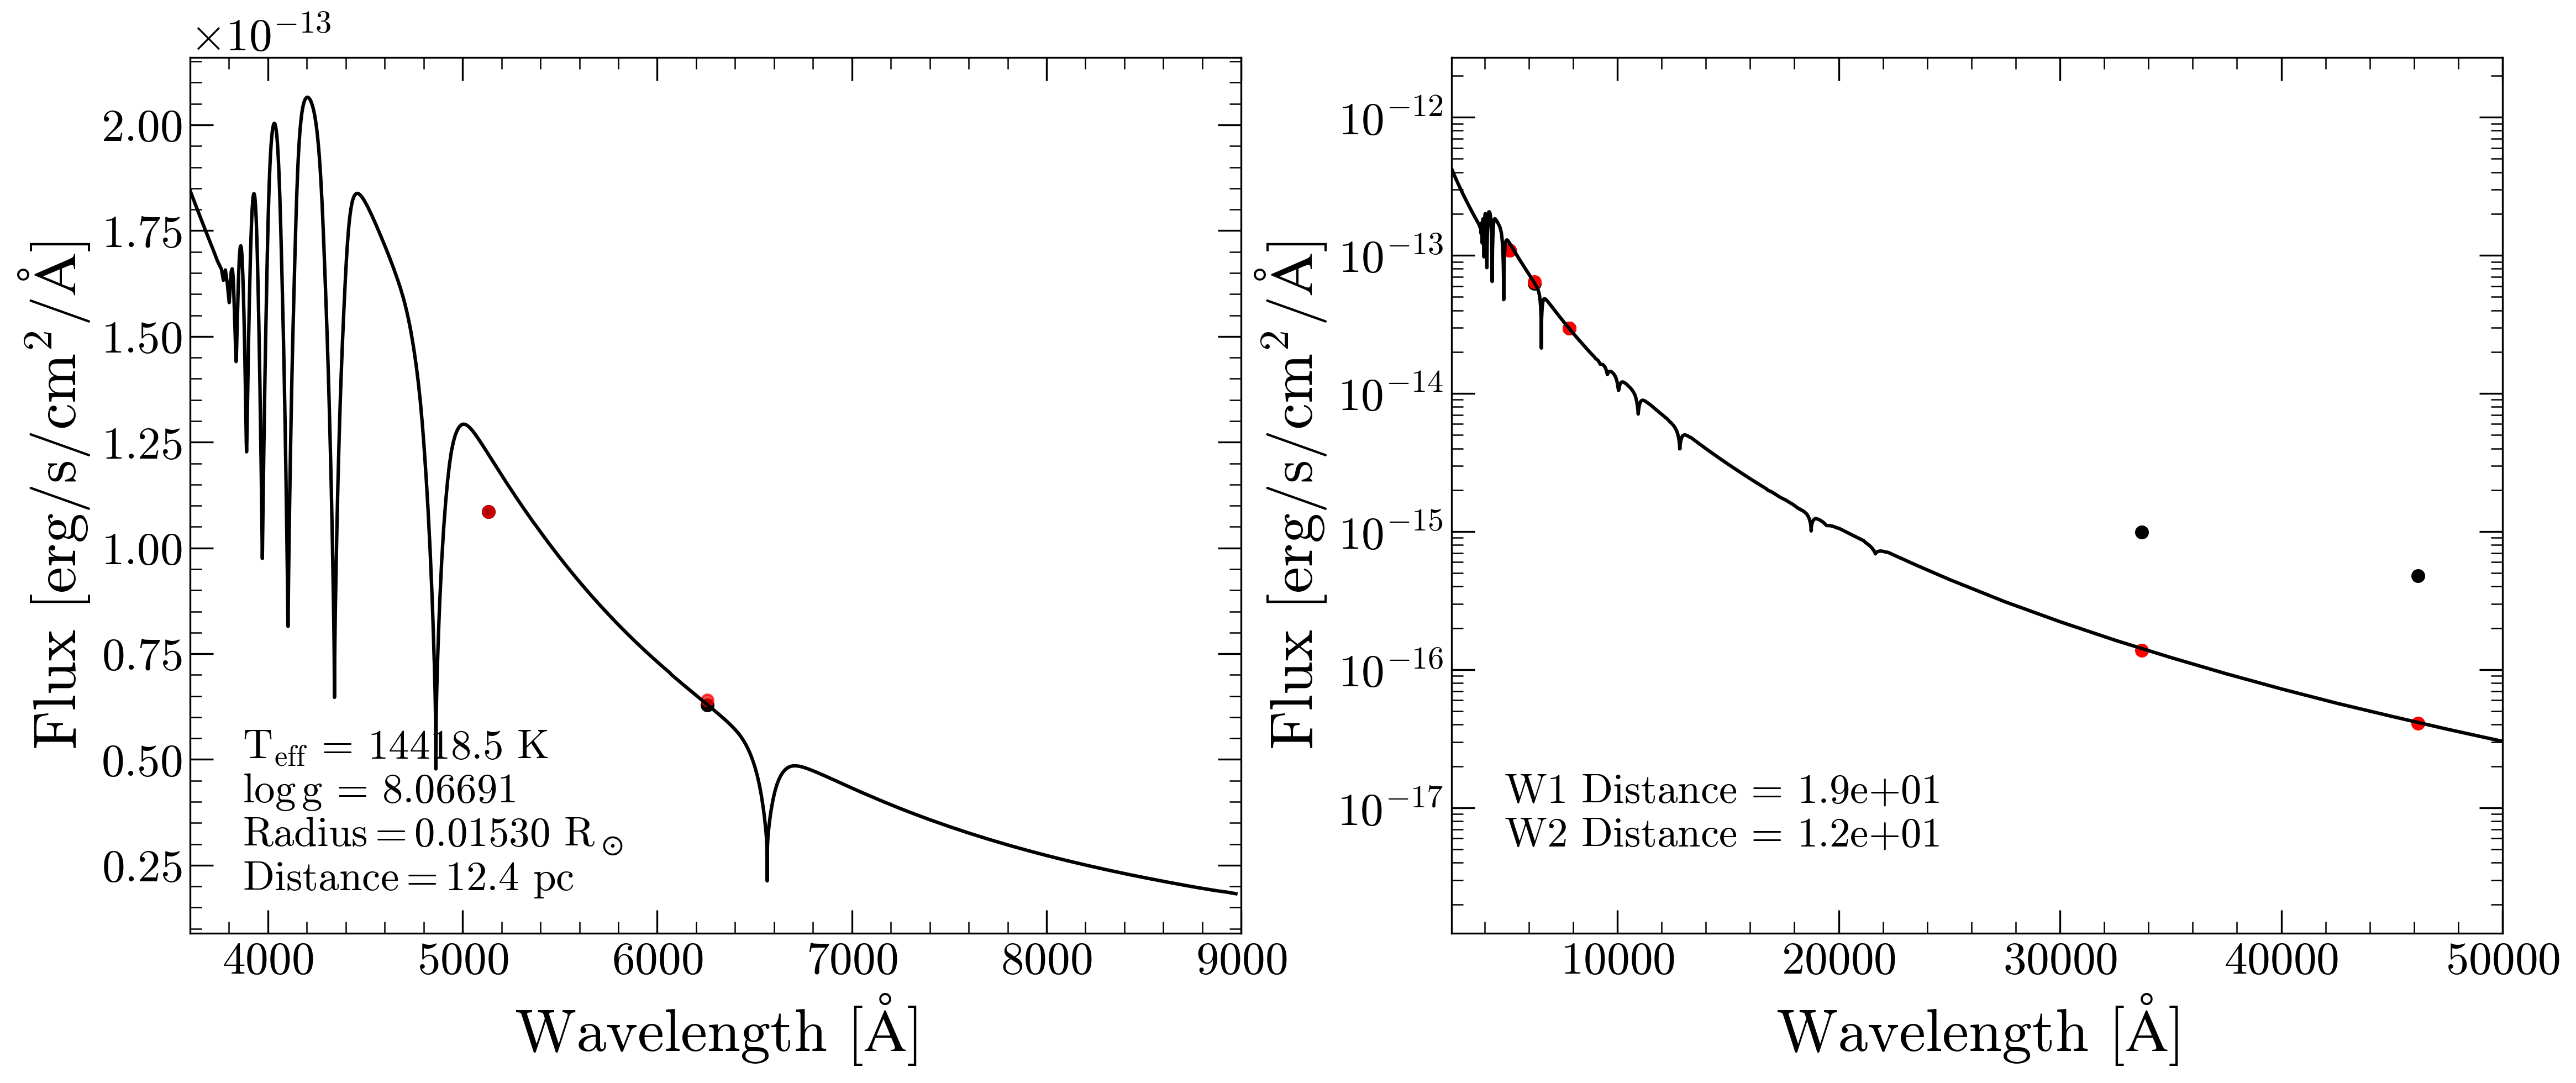 ×10⁻¹³
2.00
1.75
1.50
1.25
1.00
0.75
0.50
0.25
Flux [erg/s/cm²/Å]
T_eff = 14418.5 K
log g = 8.06691
Radius = 0.01530 R_⊙
Distance = 12.4 pc
4000 5000 6000 7000 8000 9000
Wavelength [Å]
10⁻¹²
10⁻¹³
10⁻¹⁴
10⁻¹⁵
10⁻¹⁶
10⁻¹⁷
Flux [erg/s/cm²/Å]
W1 Distance = 1.9e+01
W2 Distance = 1.2e+01
10000 20000 30000 40000 50000
Wavelength [Å]